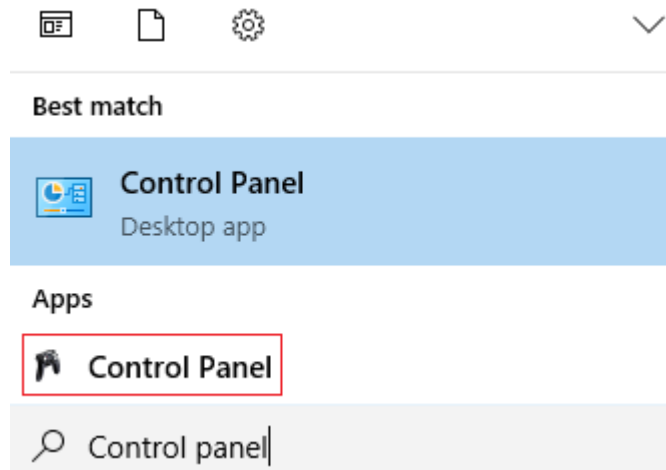 Best match
Control Panel
Desktop app
Apps
Control Panel
Control panel